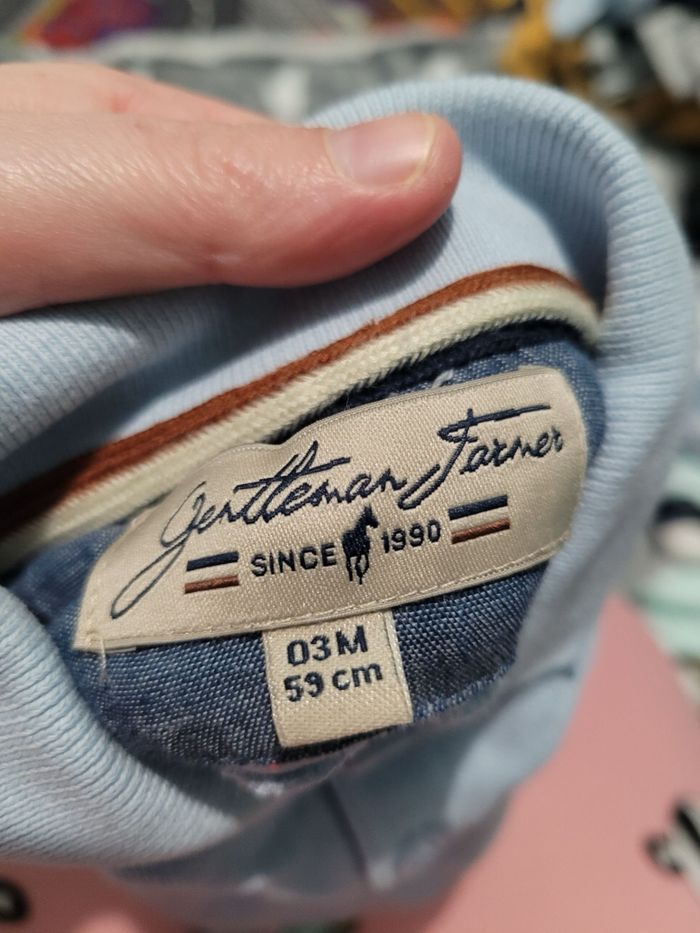 Gentleman Farmer
SINCE 1990
03M
59 cm